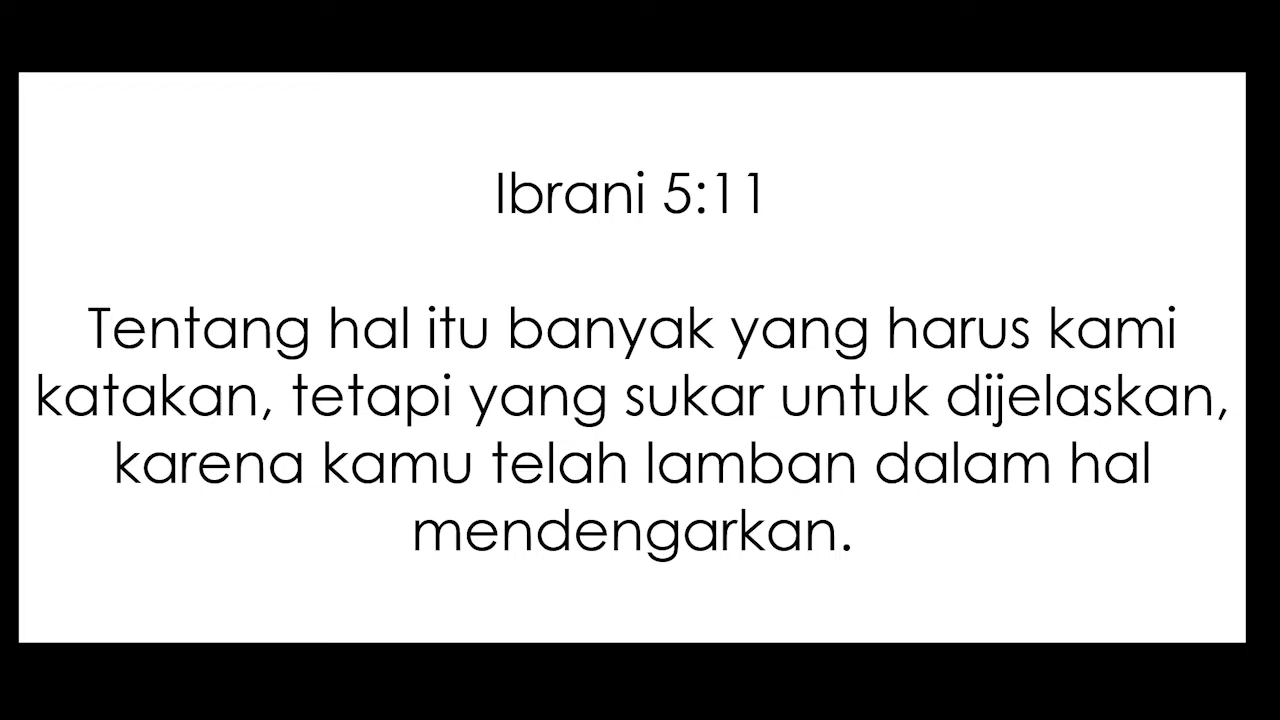 Ibrani 5:11
Tentang hal itu banyak yang harus kami
katakan, tetapi yang sukar untuk dijelaskan,
karena kamu telah lamban dalam hal
mendengarkan.